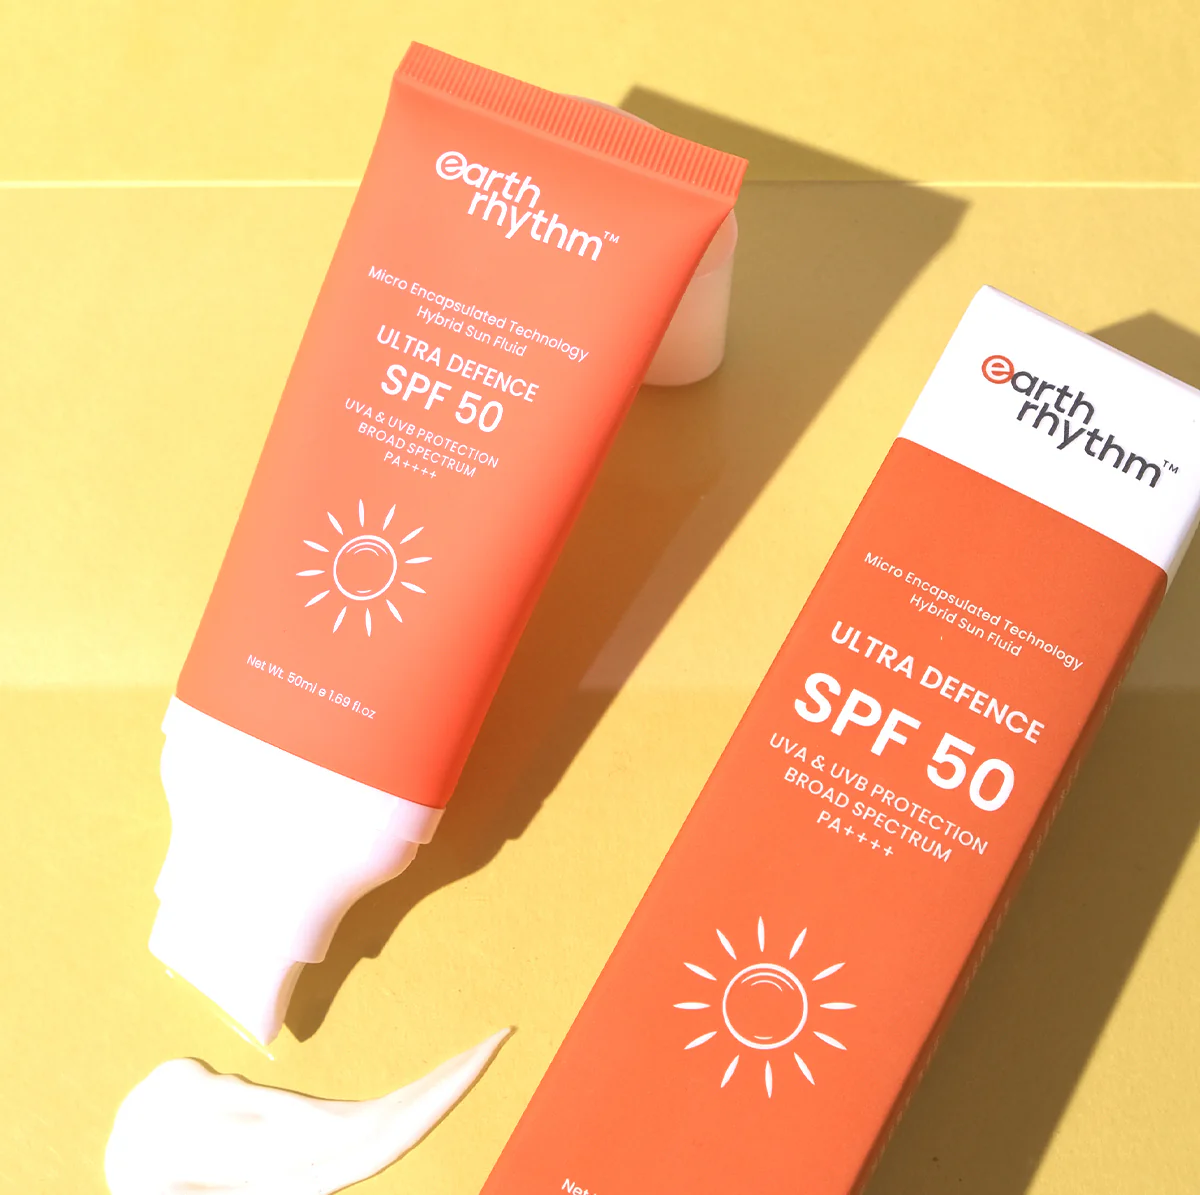 earth
rhythm™
Micro Encapsulated Technology
Hybrid Sun Fluid
ULTRA DEFENCE
SPF 50
UVA & UVB PROTECTION
BROAD SPECTRUM
PA++++
Net Wt. 50ml e 1.69 fl.oz
earth
rhythm™
Micro Encapsulated Technology
Hybrid Sun Fluid
ULTRA DEFENCE
SPF 50
UVA & UVB PROTECTION
BROAD SPECTRUM
PA++++
Net